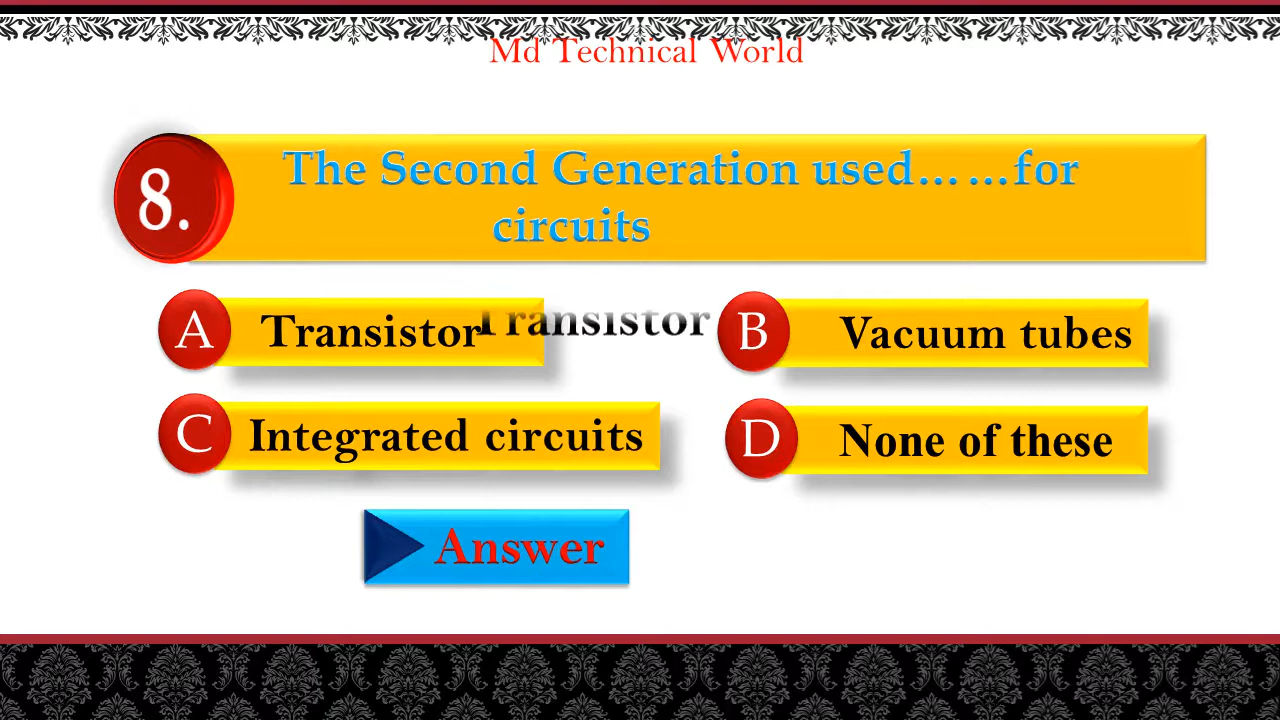 Md Technical World
8.
The Second Generation used... ...for
circuits
A Transistor
Transistor
B Vacuum tubes
C Integrated circuits
D None of these
Answer